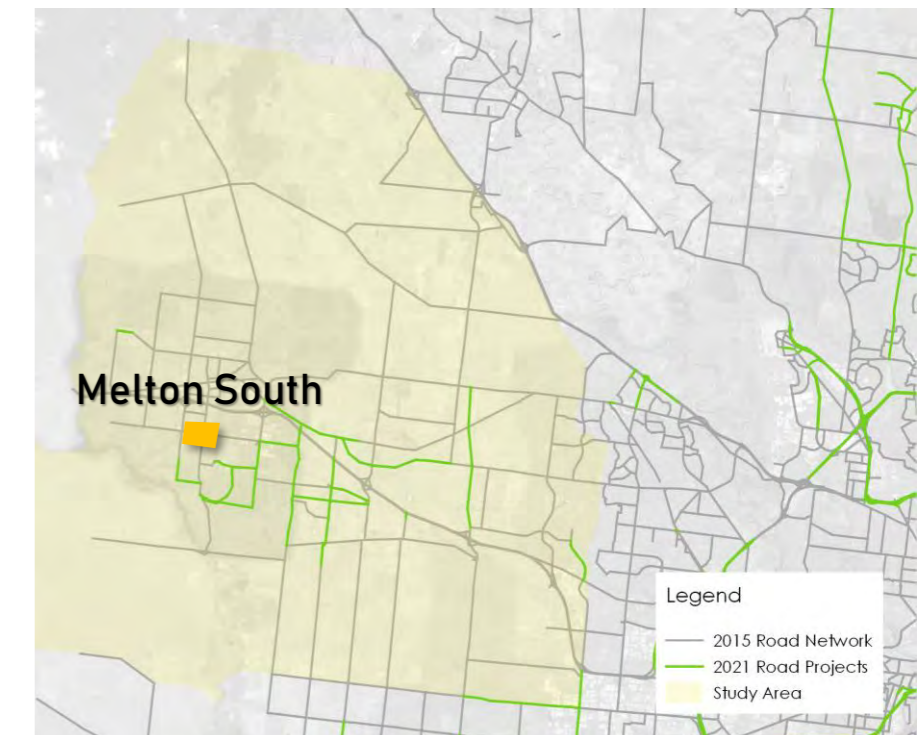 Melton South
Legend
2015 Road Network
2021 Road Projects
Study Area